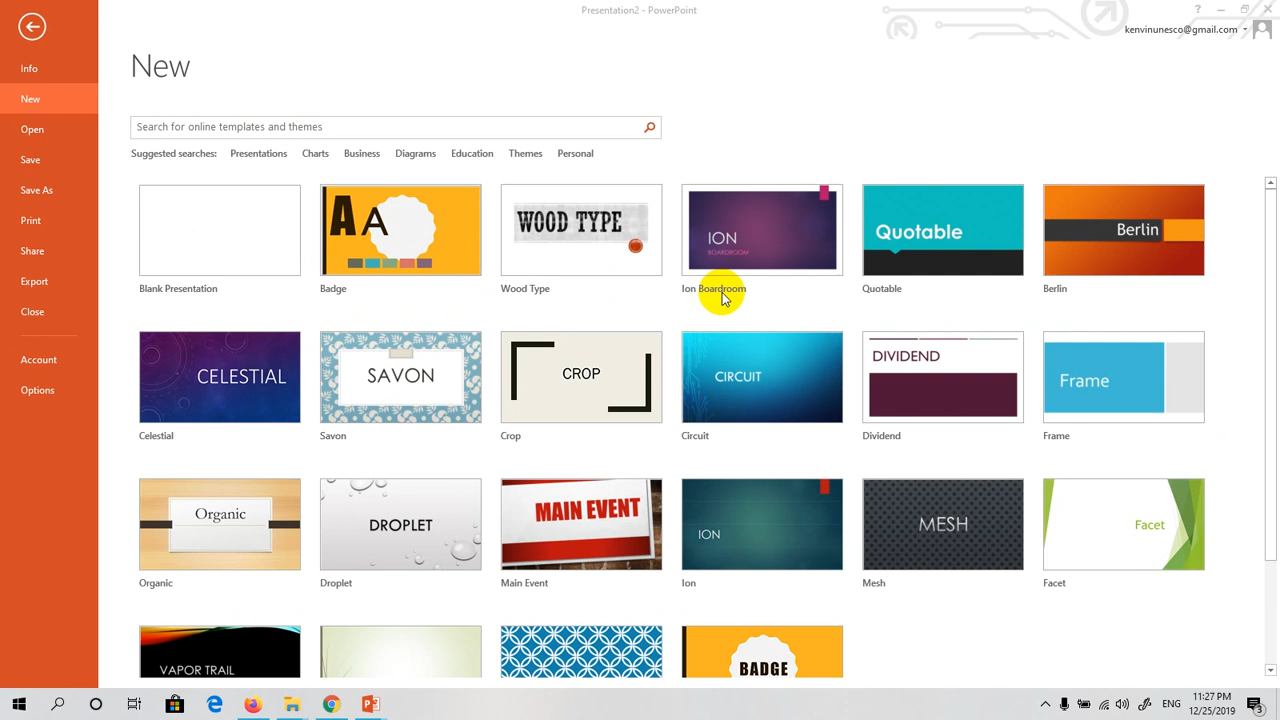 Presentation2 - PowerPoint
?
kenvinunesco@gmail.com
Info
New
Open
Save
Save As
Print
Share
Export
Close
Account
Options
New
Search for online templates and themes
Suggested searches: Presentations Charts Business Diagrams Education Themes Personal
A A
WOOD TYPE
ION
BOARDROOM
Quotable
Berlin
Blank Presentation
Badge
Wood Type
Ion Boardroom
Quotable
Berlin
CELESTIAL
SAVON
CROP
CIRCUIT
DIVIDEND
Frame
Celestial
Savon
Crop
Circuit
Dividend
Frame
Organic
DROPLET
MAIN EVENT
ION
MESH
Facet
Organic
Droplet
Main Event
Ion
Mesh
Facet
VAPOR TRAIL
BADGE
ENG
11:27 PM
12/25/2019
3